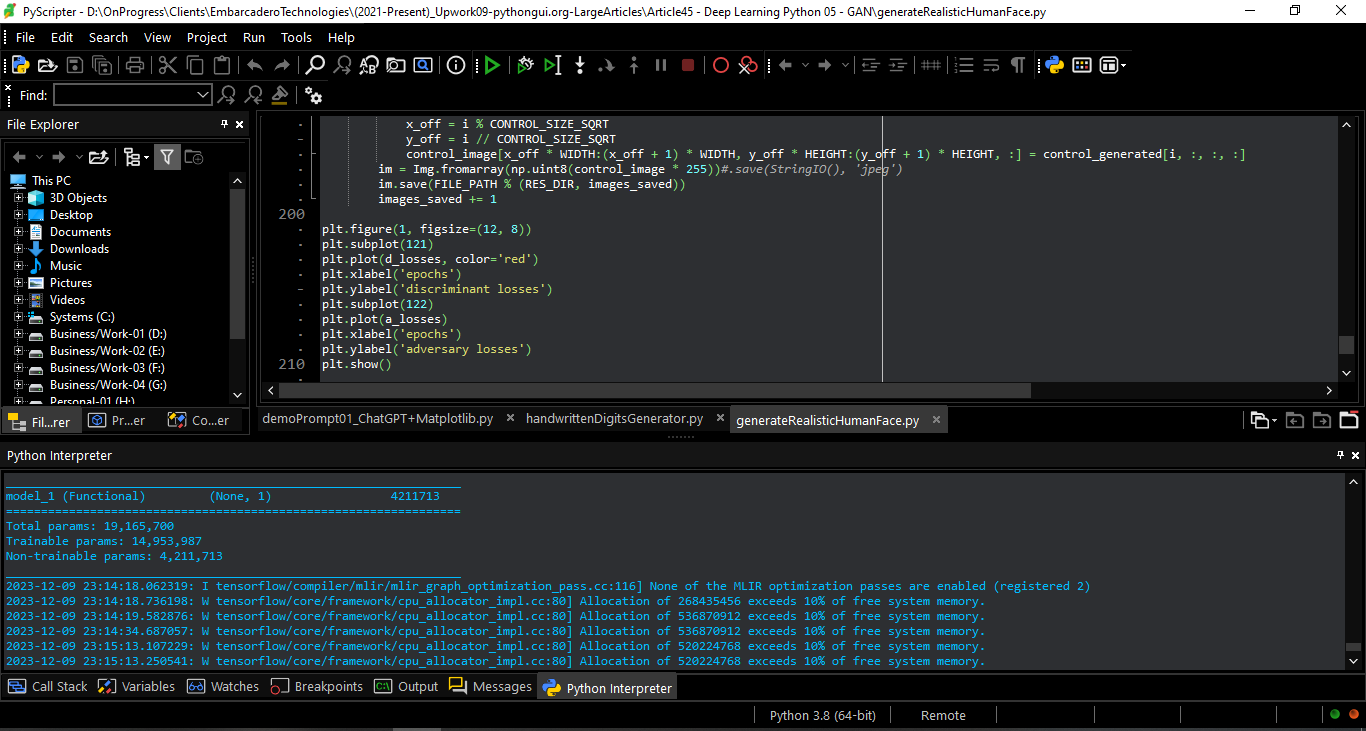 PyScripter - D:\OnProgress\Clients\EmbarcaderoTechnologies\(2021-Present)_Upwork09-pythongui.org-LargeArticles\Article45 - Deep Learning Python 05 - GAN\generateRealisticHumanFace.py
File Edit Search View Project Run Tools Help
Find:
File Explorer
This PC
3D Objects
Desktop
Documents
Downloads
Music
Pictures
Videos
Systems (C:)
Business/Work-01 (D:)
Business/Work-02 (E:)
Business/Work-03 (F:)
Business/Work-04 (G:)
Personal-01 (H:)
Fil...rer Pr...er Co...er
x_off = i % CONTROL_SIZE_SQRT
y_off = i // CONTROL_SIZE_SQRT
control_image[x_off * WIDTH:(x_off + 1) * WIDTH, y_off * HEIGHT:(y_off + 1) * HEIGHT, :] = control_generated[i, :, :, :]
im = Img.fromarray(np.uint8(control_image * 255))#.save(StringIO(), 'jpeg')
im.save(FILE_PATH % (RES_DIR, images_saved))
images_saved += 1
200
plt.figure(1, figsize=(12, 8))
plt.subplot(121)
plt.plot(d_losses, color='red')
plt.xlabel('epochs')
plt.ylabel('discriminant losses')
plt.subplot(122)
plt.plot(a_losses)
plt.xlabel('epochs')
plt.ylabel('adversary losses')
210 plt.show()
demoPrompt01_ChatGPT+Matplotlib.py handwrittenDigitsGenerator.py generateRealisticHumanFace.py
Python Interpreter
model_1 (Functional) (None, 1) 4211713
=================================================================
Total params: 19,165,700
Trainable params: 14,953,987
Non-trainable params: 4,211,713
_________________________________________________________________
2023-12-09 23:14:18.062319: I tensorflow/compiler/mlir/mlir_graph_optimization_pass.cc:116] None of the MLIR optimization passes are enabled (registered 2)
2023-12-09 23:14:18.736198: W tensorflow/core/framework/cpu_allocator_impl.cc:80] Allocation of 268435456 exceeds 10% of free system memory.
2023-12-09 23:14:19.582876: W tensorflow/core/framework/cpu_allocator_impl.cc:80] Allocation of 536870912 exceeds 10% of free system memory.
2023-12-09 23:14:34.687057: W tensorflow/core/framework/cpu_allocator_impl.cc:80] Allocation of 536870912 exceeds 10% of free system memory.
2023-12-09 23:15:13.107229: W tensorflow/core/framework/cpu_allocator_impl.cc:80] Allocation of 520224768 exceeds 10% of free system memory.
2023-12-09 23:15:13.250541: W tensorflow/core/framework/cpu_allocator_impl.cc:80] Allocation of 520224768 exceeds 10% of free system memory.
Call Stack Variables Watches Breakpoints Output Messages Python Interpreter
Python 3.8 (64-bit) Remote